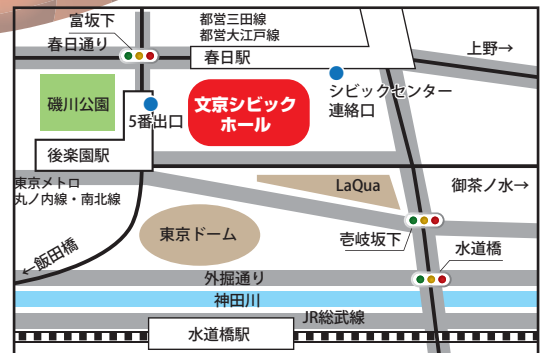 富坂下
都営三田線
都営大江戸線
春日通り
春日駅
上野→
シビックセンター
連絡口
磯川公園
5番出口
文京シビック
ホール
後楽園駅
東京メトロ
丸ノ内線・南北線
LaQua
御茶ノ水→
東京ドーム
壱岐坂下
水道橋
←飯田橋
外掘通り
神田川
JR総武線
水道橋駅